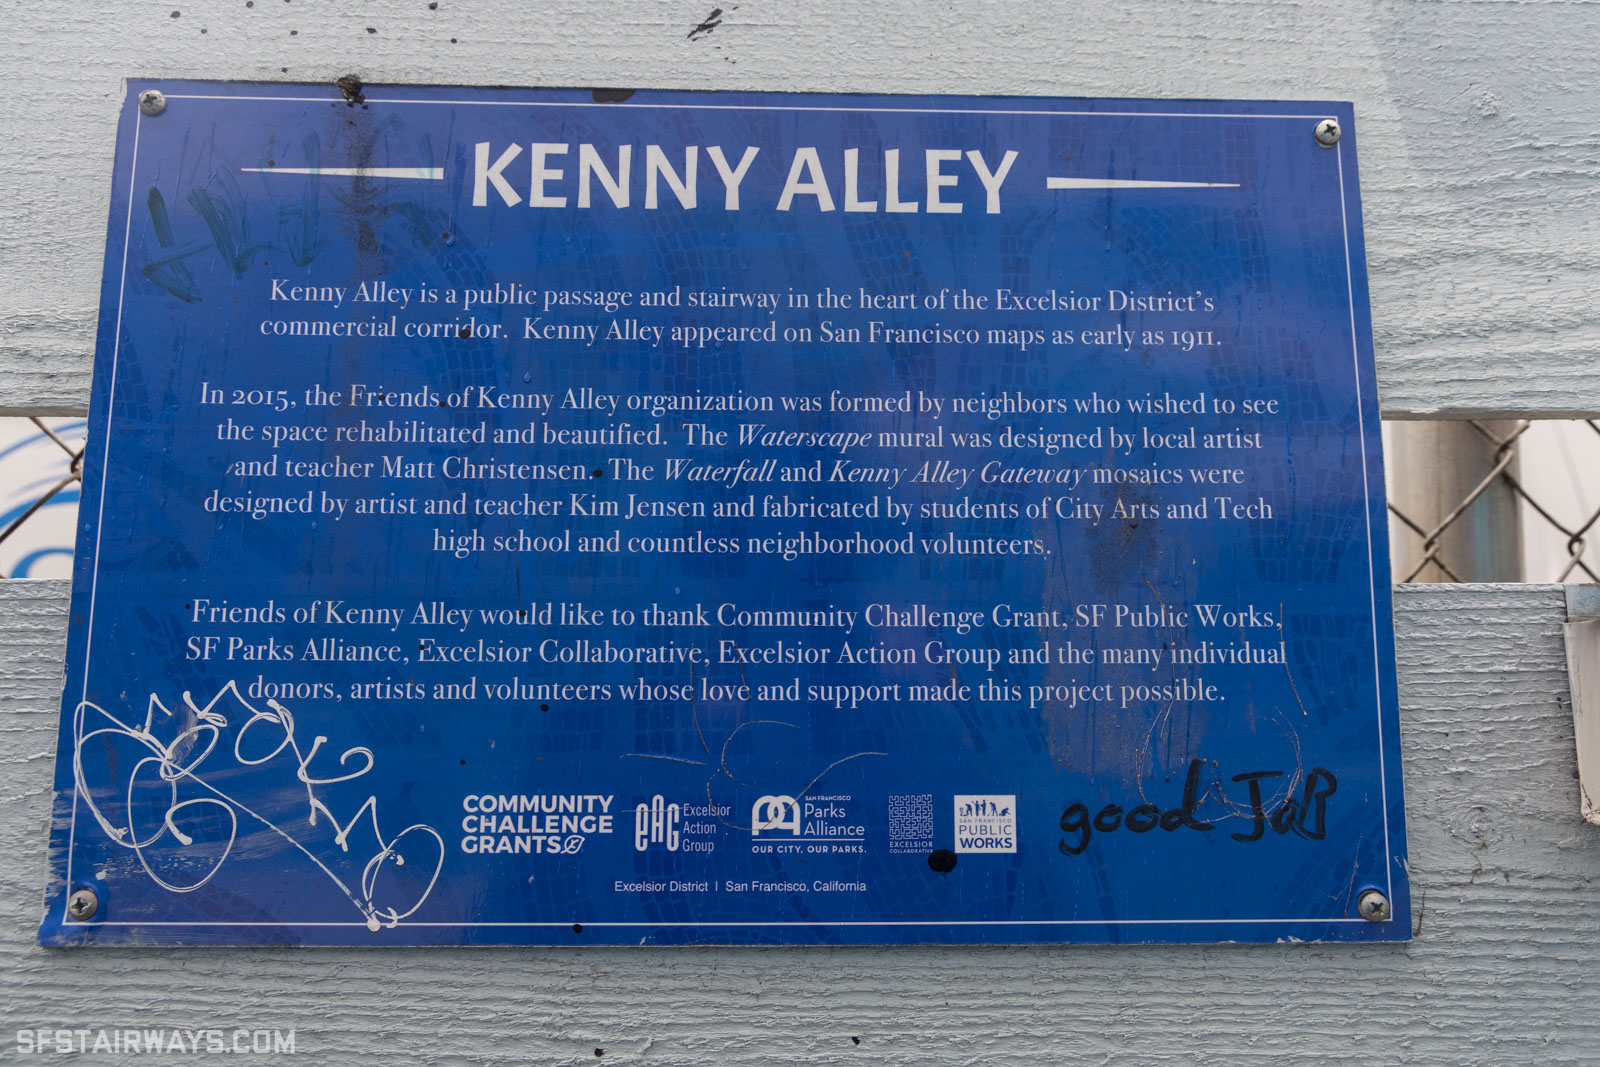 KENNY ALLEY
Kenny Alley is a public passage and stairway in the heart of the Excelsior District's
commercial corridor. Kenny Alley appeared on San Francisco maps as early as 1911.
In 2015, the Friends of Kenny Alley organization was formed by neighbors who wished to see
the space rehabilitated and beautified. The Waterscape mural was designed by local artist
and teacher Matt Christensen. The Waterfall and Kenny Alley Gateway mosaics were
designed by artist and teacher Kim Jensen and fabricated by students of City Arts and Tech
high school and countless neighborhood volunteers.
Friends of Kenny Alley would like to thank Community Challenge Grant, SF Public Works,
SF Parks Alliance, Excelsior Collaborative, Excelsior Action Group and the many individual
donors, artists and volunteers whose love and support made this project possible.
COMMUNITY
CHALLENGE
GRANTS
eAG
Excelsior
Action
Group
SAN FRANCISCO
Parks
Alliance
OUR CITY, OUR PARKS.
EXCELSIOR
COLLABORATIVE
SAN FRANCISCO
PUBLIC
WORKS
good JoB
Excelsior District | San Francisco, California
SFSTAIRWAYS.COM